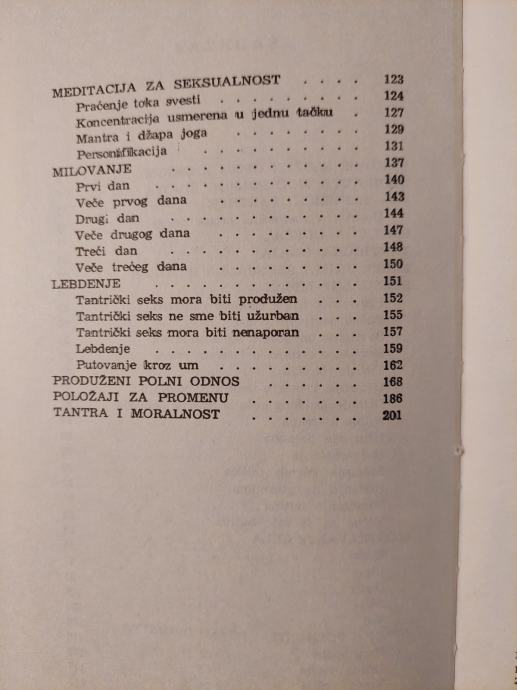 MEDITACIJA ZA SEKSUALNOST . . . . 123
Praćenje toka svesti . . . . . . . . 124
Koncentracija usmerena u jednu tačku . 127
Mantra i džapa joga . . . . . . . 129
Personifikacija . . . . . . . . . 131
MILOVANJE . . . . . . . . . . . 137
Prvi dan . . . . . . . . . . . . 140
Veče prvog dana . . . . . . . . . 143
Drugi dan . . . . . . . . . . . 144
Veče drugog dana . . . . . . . . . 147
Treći dan . . . . . . . . . . . 148
Veče trećeg dana . . . . . . . . . 150
LEBDENJE . . . . . . . . . . . . 151
Tantrički seks mora biti produžen . . . 152
Tantrički seks ne sme biti užurban . . . 155
Tantrički seks mora biti nenaporan . . . 157
Lebdenje . . . . . . . . . . . . 159
Putovanje kroz um . . . . . . . . 162
PRODUŽENI POLNI ODNOS . . . . . . 168
POLOŽAJI ZA PROMENU . . . . . . . 186
TANTRA I MORALNOST . . . . . . . 201